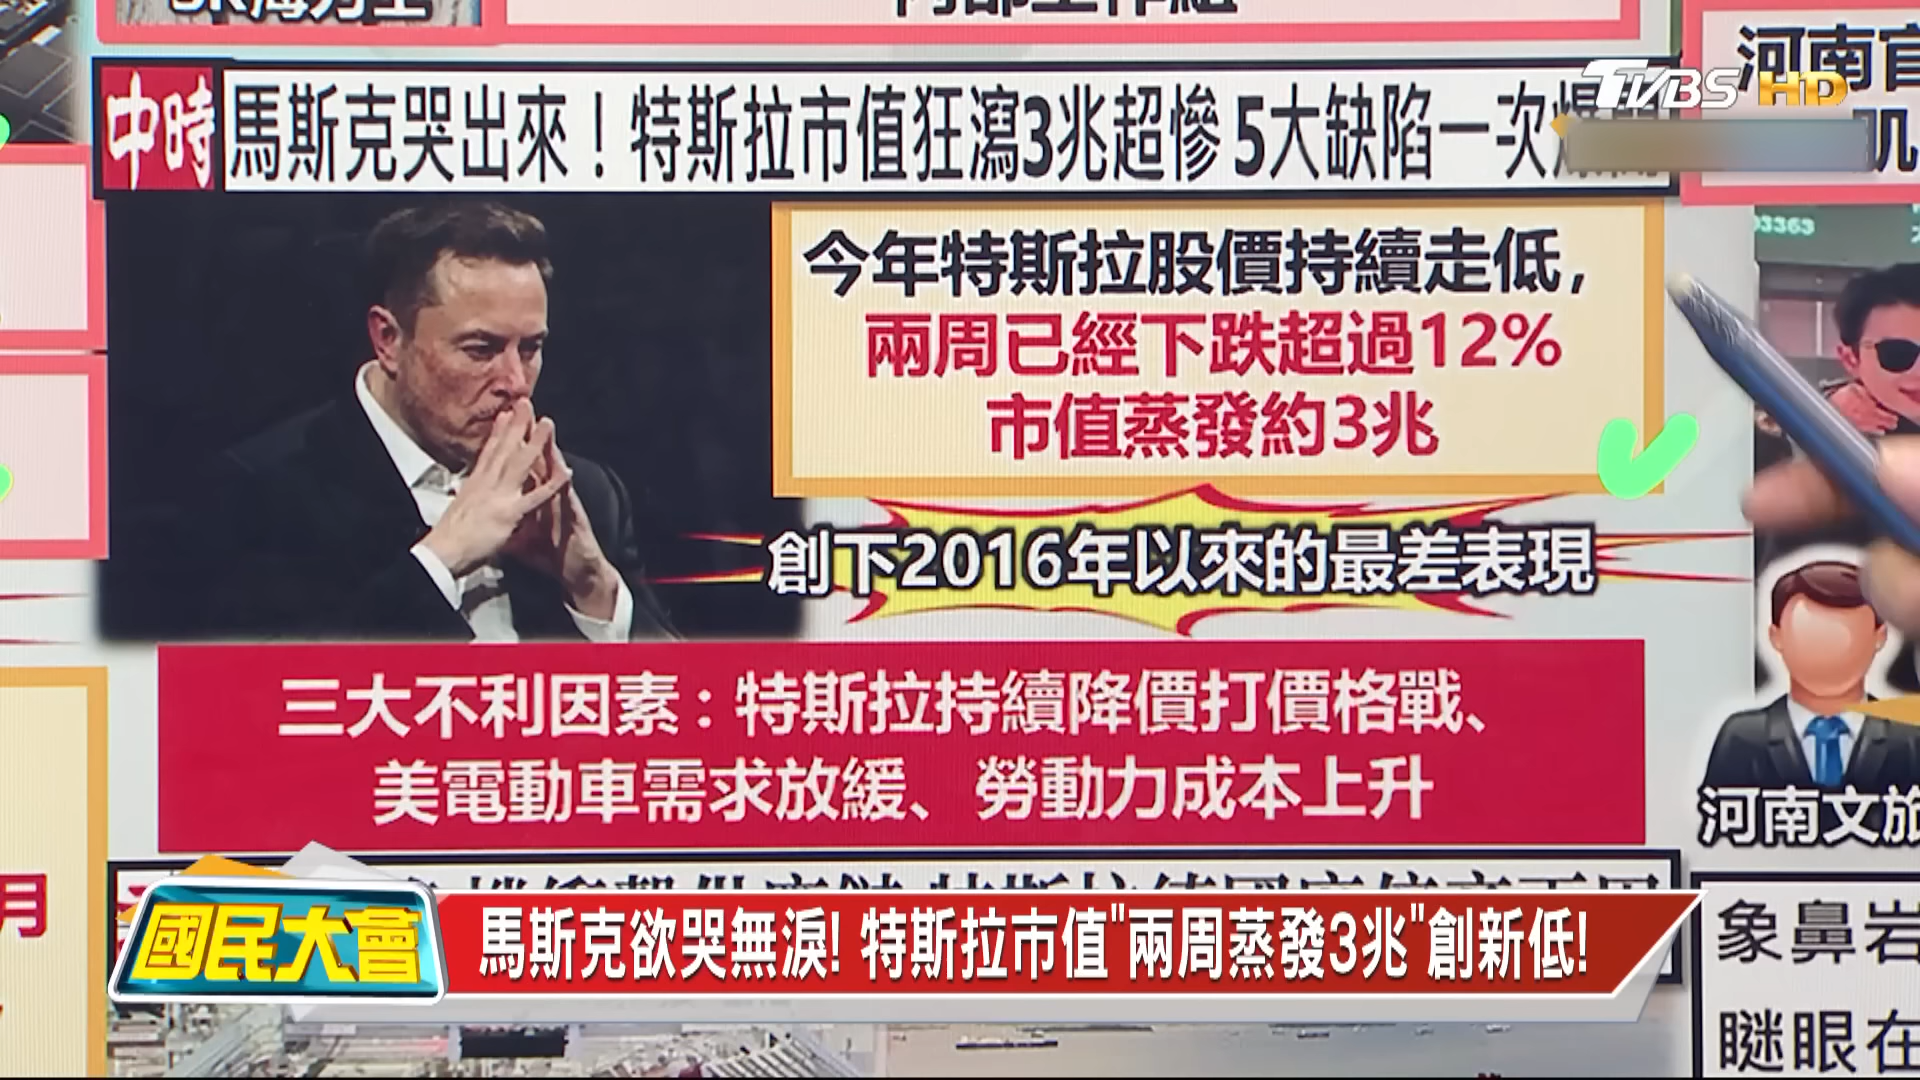 TVBS HD
河南官
中時
馬斯克哭出來！特斯拉市值狂瀉3兆超慘 5大缺陷一次
肌
03363
今年特斯拉股價持續走低，
兩周已經下跌超過12%
市值蒸發約3兆
創下2016年以來的最差表現
三大不利因素：特斯拉持續降價打價格戰、
美電動車需求放緩、勞動力成本上升
河南文旅
月
國民大會
馬斯克欲哭無淚! 特斯拉市值"兩周蒸發3兆"創新低!
象鼻岩
瞇眼在